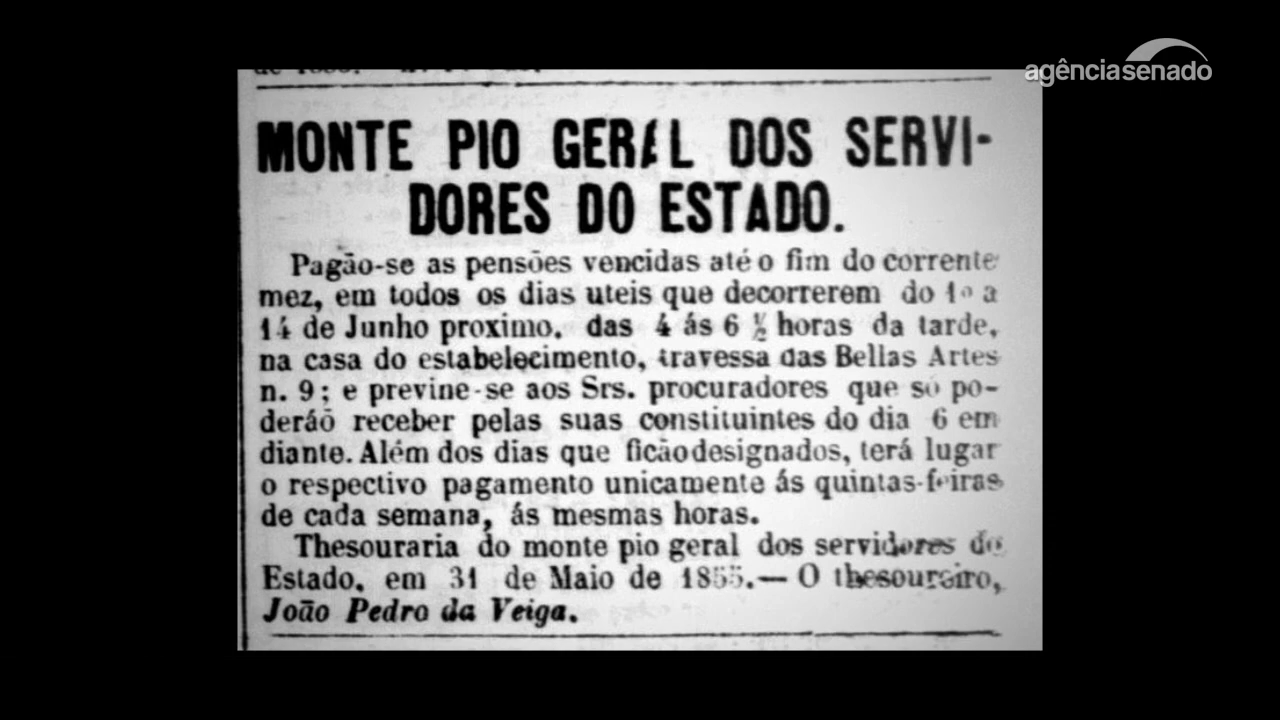 agênciasenado
MONTE PIO GERAL DOS SERVI-
DORES DO ESTADO.
Pagão-se as pensões vencidas até o fim do corrente
mez, em todos os dias uteis que decorrerem do 1º a
14 de Junho proximo, das 4 ás 6 ½ horas da tarde,
na casa do estabelecimento, travessa das Bellas Artes
n. 9; e previne-se aos Srs. procuradores que só po-
deráõ receber pelas suas constituintes do dia 6 em
diante. Além dos dias que ficão designados, terá lugar
o respectivo pagamento unicamente ás quintas-feiras
de cada semana, ás mesmas horas.
Thesouraria do monte pio geral dos servidores do
Estado, em 31 de Maio de 1855.— O thesoureiro,
João Pedro da Veiga.